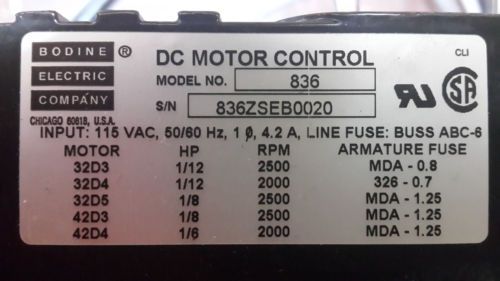 BODINE ®
ELECTRIC
COMPANY
CHICAGO 60618, U.S.A.
DC MOTOR CONTROL
MODEL NO. 836
S/N 836ZSEB0020
CLI
INPUT: 115 VAC, 50/60 Hz, 1 Ø, 4.2 A, LINE FUSE: BUSS ABC-6
MOTOR HP RPM ARMATURE FUSE
32D3 1/12 2500 MDA - 0.8
32D4 1/12 2000 326 - 0.7
32D5 1/8 2500 MDA - 1.25
42D3 1/8 2500 MDA - 1.25
42D4 1/6 2000 MDA - 1.25